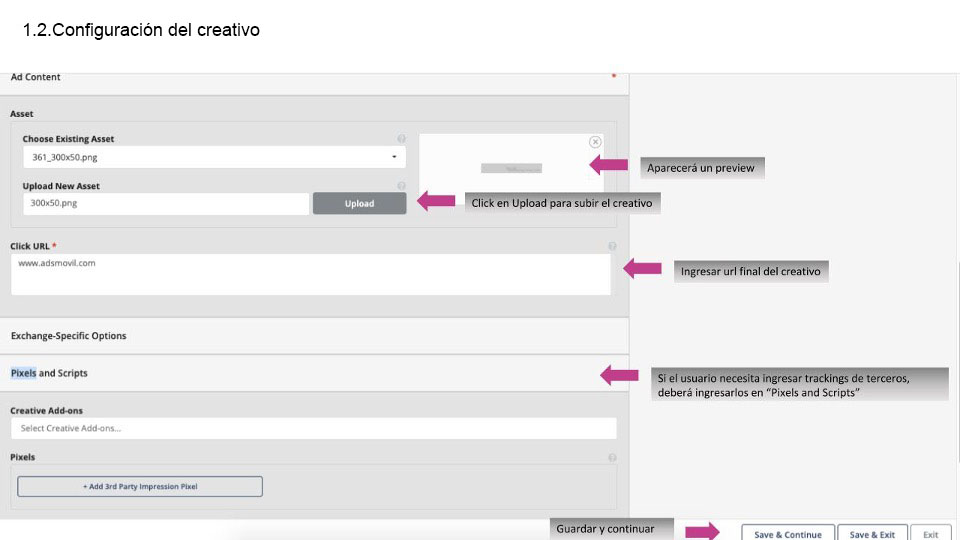 1.2.Configuración del creativo
Ad Content *
Asset
Choose Existing Asset
361_300x50.png
Aparecerá un preview
Upload New Asset
300x50.png
Upload
Click en Upload para subir el creativo
Click URL *
www.adsmovil.com
Ingresar url final del creativo
Exchange-Specific Options
Pixels and Scripts
Si el usuario necesita ingresar trackings de terceros,
deberá ingresarlos en “Pixels and Scripts”
Creative Add-ons
Select Creative Add-ons...
Pixels
+ Add 3rd Party Impression Pixel
Guardar y continuar
Save & Continue
Save & Exit
Exit